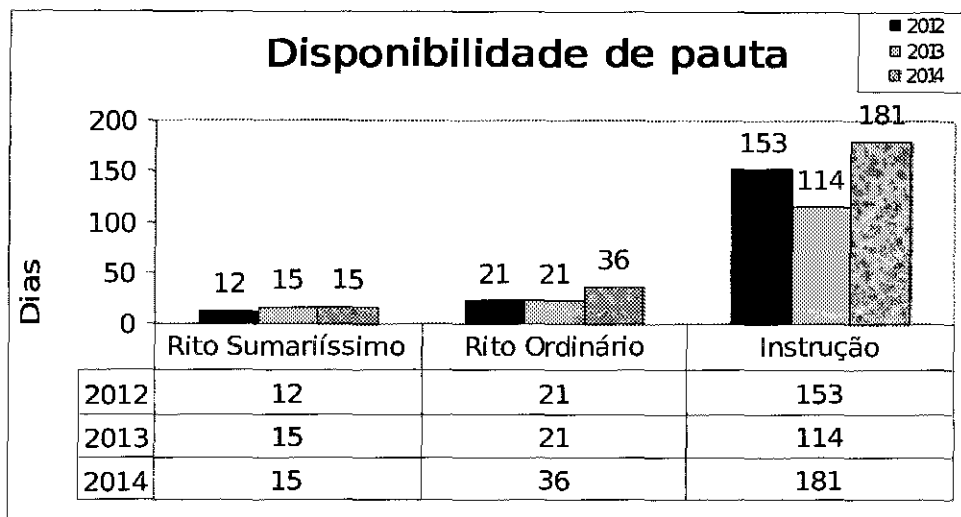 Disponibilidade de pauta
2012
2013
2014
Dias
200
150
100
50
0
12 15 15
21 21 36
153 114 181
Rito Sumariíssimo Rito Ordinário Instrução
2012 12 21 153
2013 15 21 114
2014 15 36 181